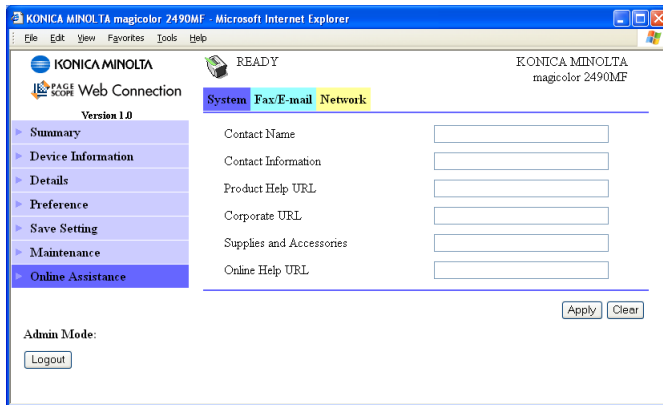 KONICA MINOLTA magicolor 2490MF - Microsoft Internet Explorer
File Edit View Favorites Tools Help
KONICA MINOLTA
PAGE SCOPE Web Connection
Version 1.0
READY
KONICA MINOLTA
magicolor 2490MF
System Fax/E-mail Network
Summary
Device Information
Details
Preference
Save Setting
Maintenance
Online Assistance
Contact Name
Contact Information
Product Help URL
Corporate URL
Supplies and Accessories
Online Help URL
Apply Clear
Admin Mode:
Logout